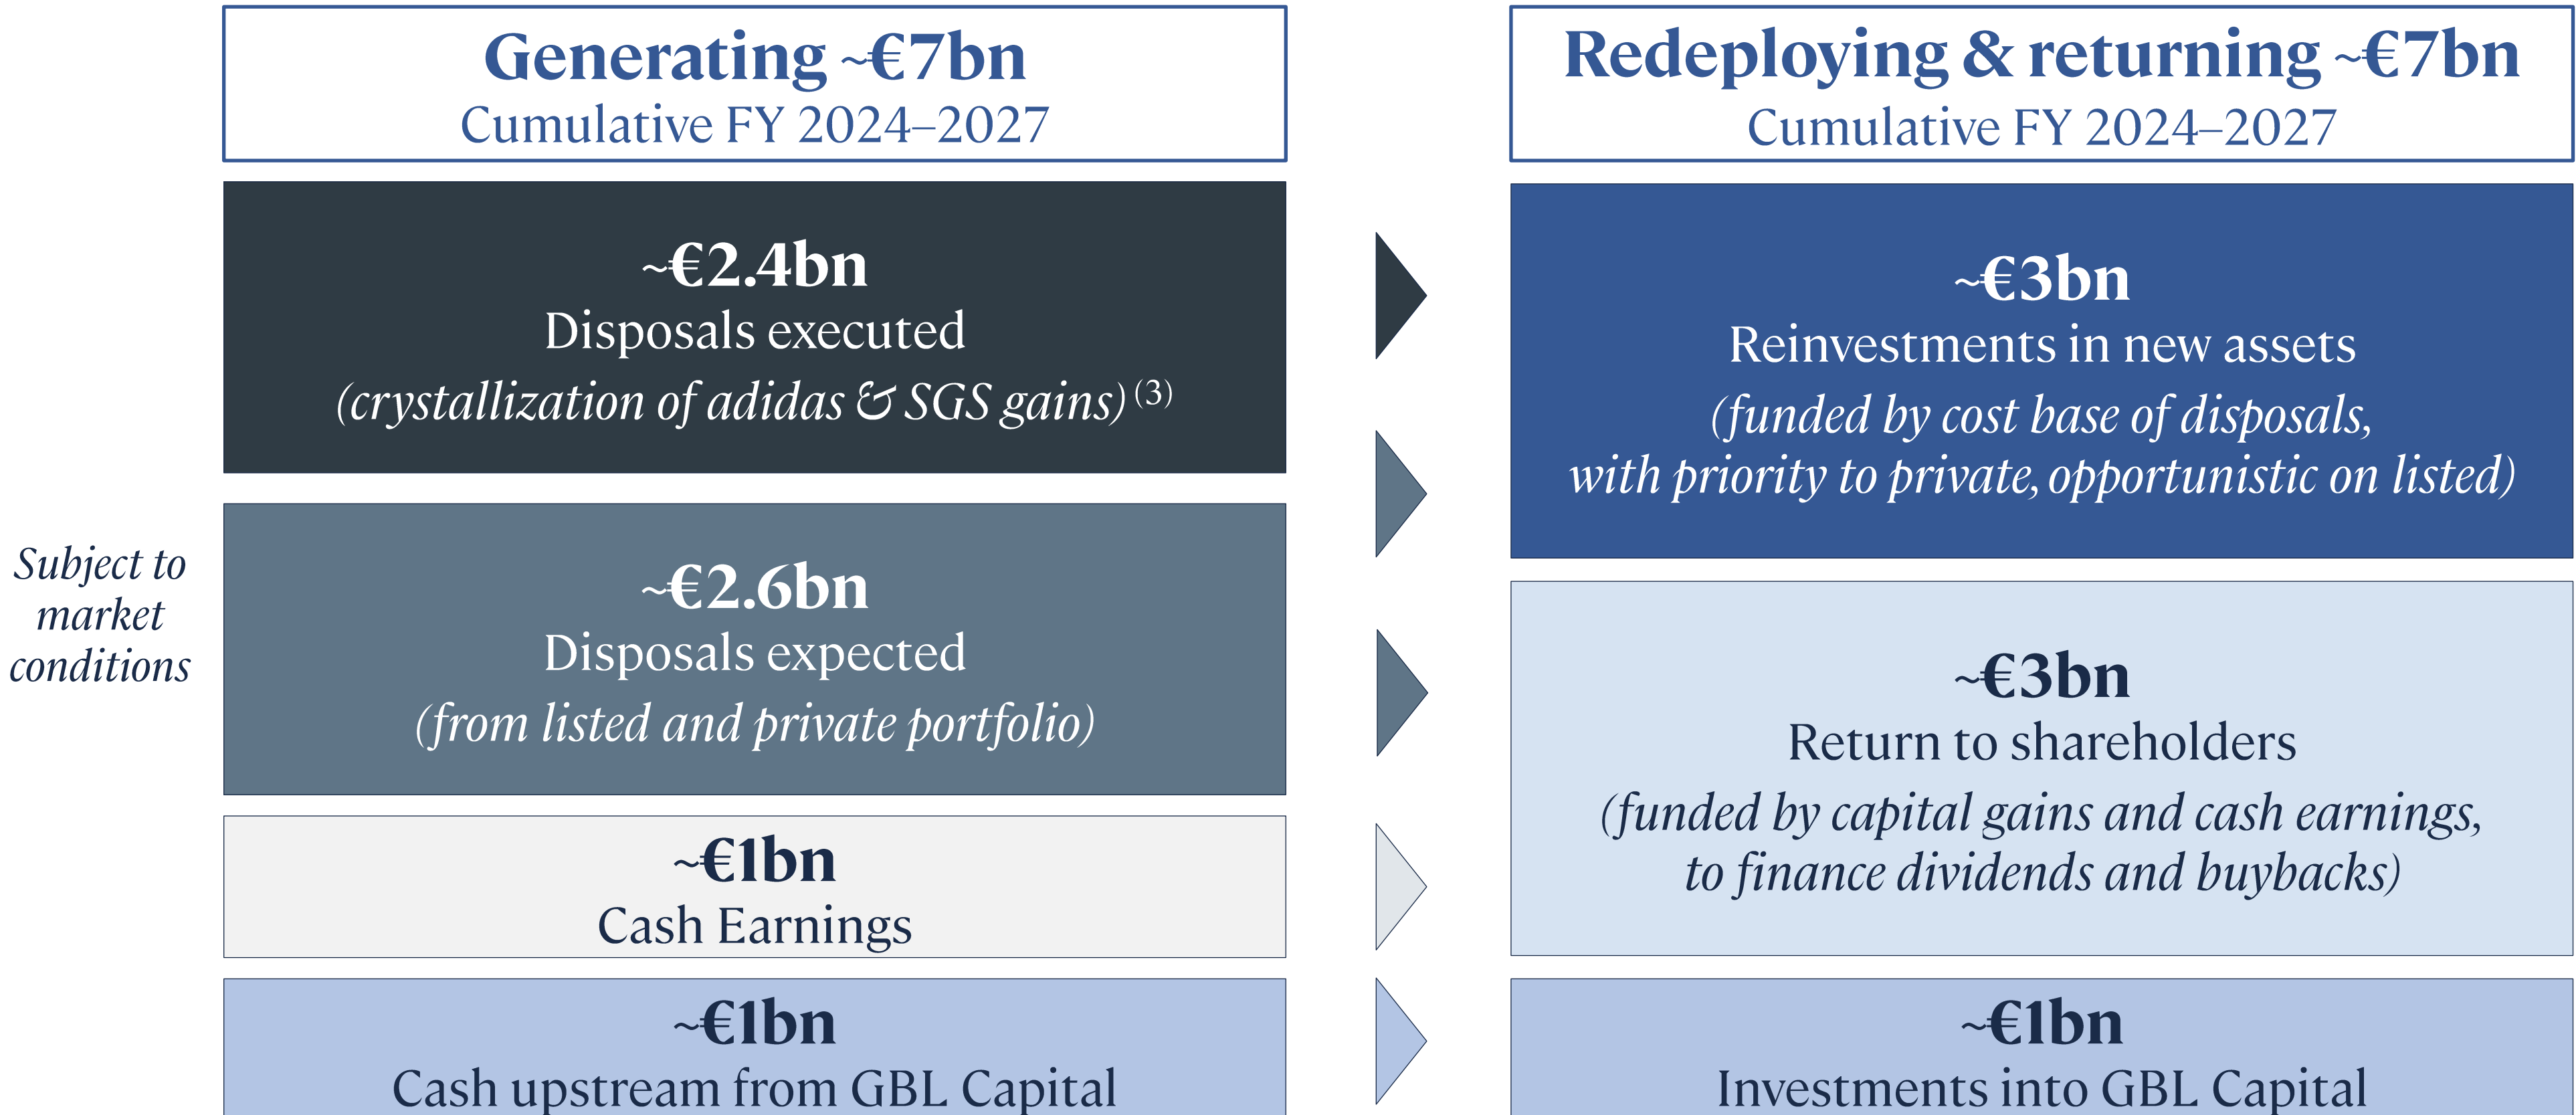 Generating ~€7bn
Cumulative FY 2024–2027
~€2.4bn
Disposals executed
(crystallization of adidas & SGS gains) (3)
Subject to
market
conditions
~€2.6bn
Disposals expected
(from listed and private portfolio)
~€1bn
Cash Earnings
~€1bn
Cash upstream from GBL Capital
Redeploying & returning ~€7bn
Cumulative FY 2024–2027
~€3bn
Reinvestments in new assets
(funded by cost base of disposals,
with priority to private, opportunistic on listed)
~€3bn
Return to shareholders
(funded by capital gains and cash earnings,
to finance dividends and buybacks)
~€1bn
Investments into GBL Capital